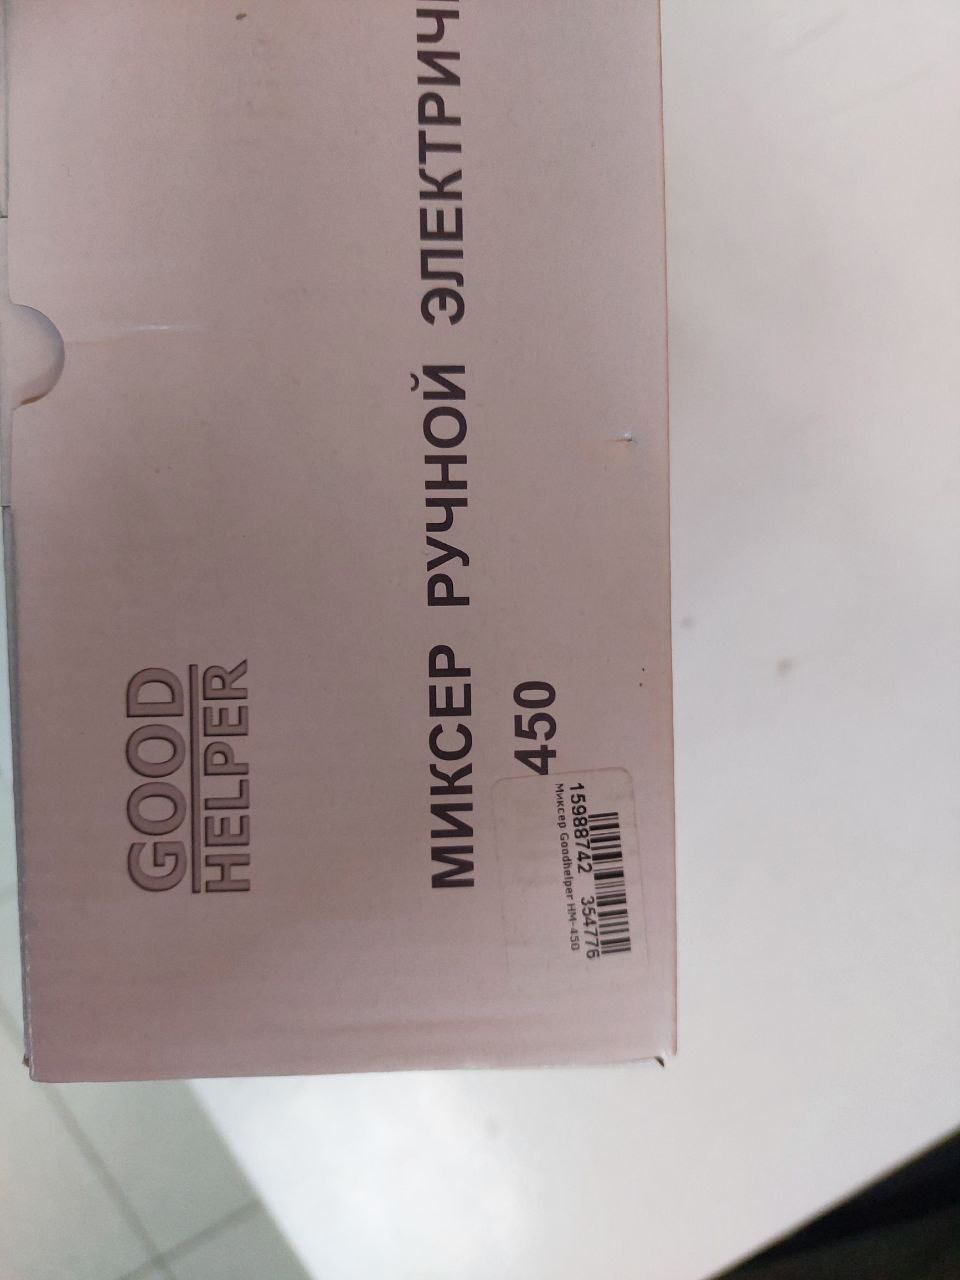 GOOD
HELPER
МИКСЕР РУЧНОЙ ЭЛЕКТРИЧ
450
15988742 354776
Миксер Goodhelper HM-450